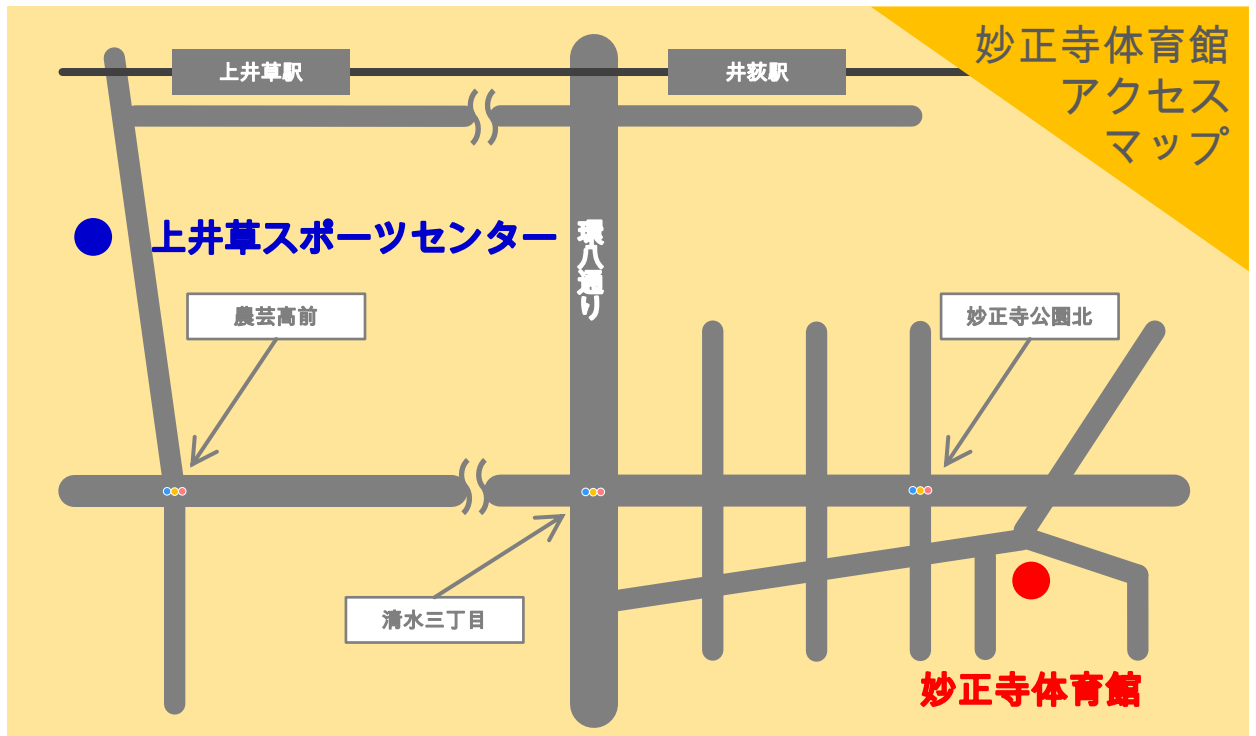 妙正寺体育館
アクセス
マップ
上井草駅
井荻駅
上井草スポーツセンター
環八通り
農芸高前
妙正寺公園北
清水三丁目
妙正寺体育館